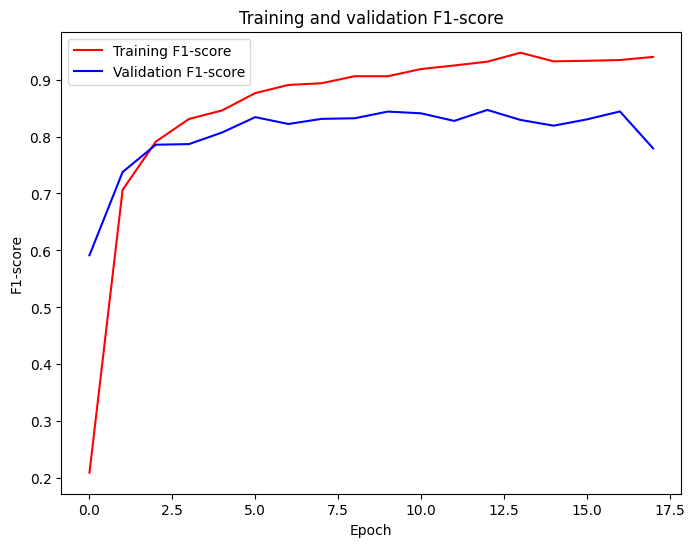 Training and validation F1-score
Training F1-score
Validation F1-score
F1-score
0.9
0.8
0.7
0.6
0.5
0.4
0.3
0.2
0.0 2.5 5.0 7.5 10.0 12.5 15.0 17.5
Epoch